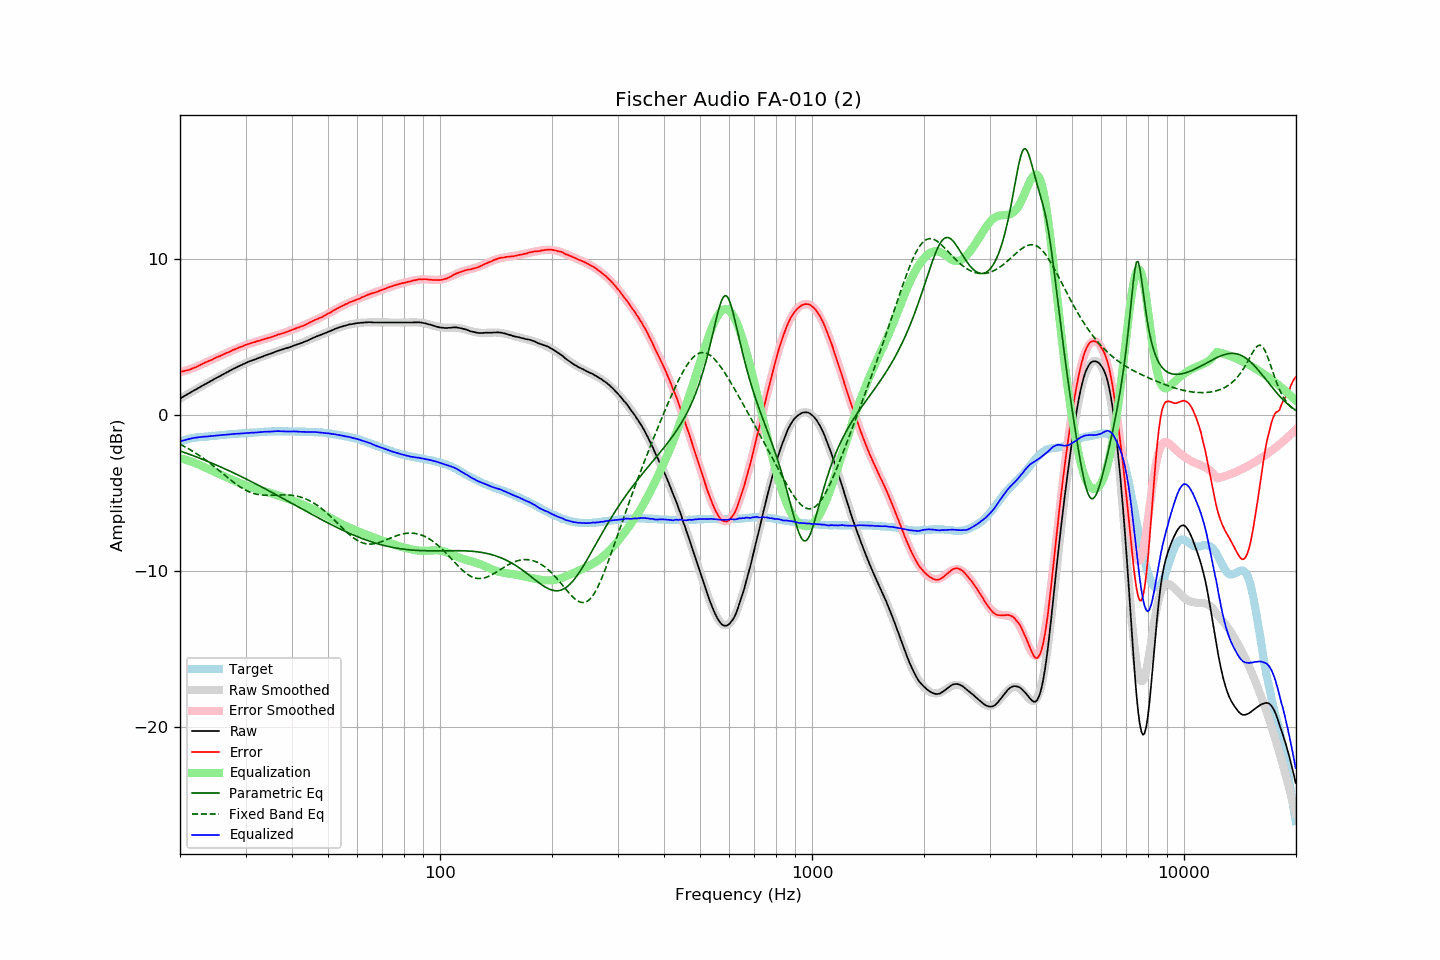 Fischer Audio FA-010 (2)
Amplitude (dBr)
10
0
−10
−20
Target
Raw Smoothed
Error Smoothed
Raw
Error
Equalization
Parametric Eq
Fixed Band Eq
Equalized
100
1000
10000
Frequency (Hz)